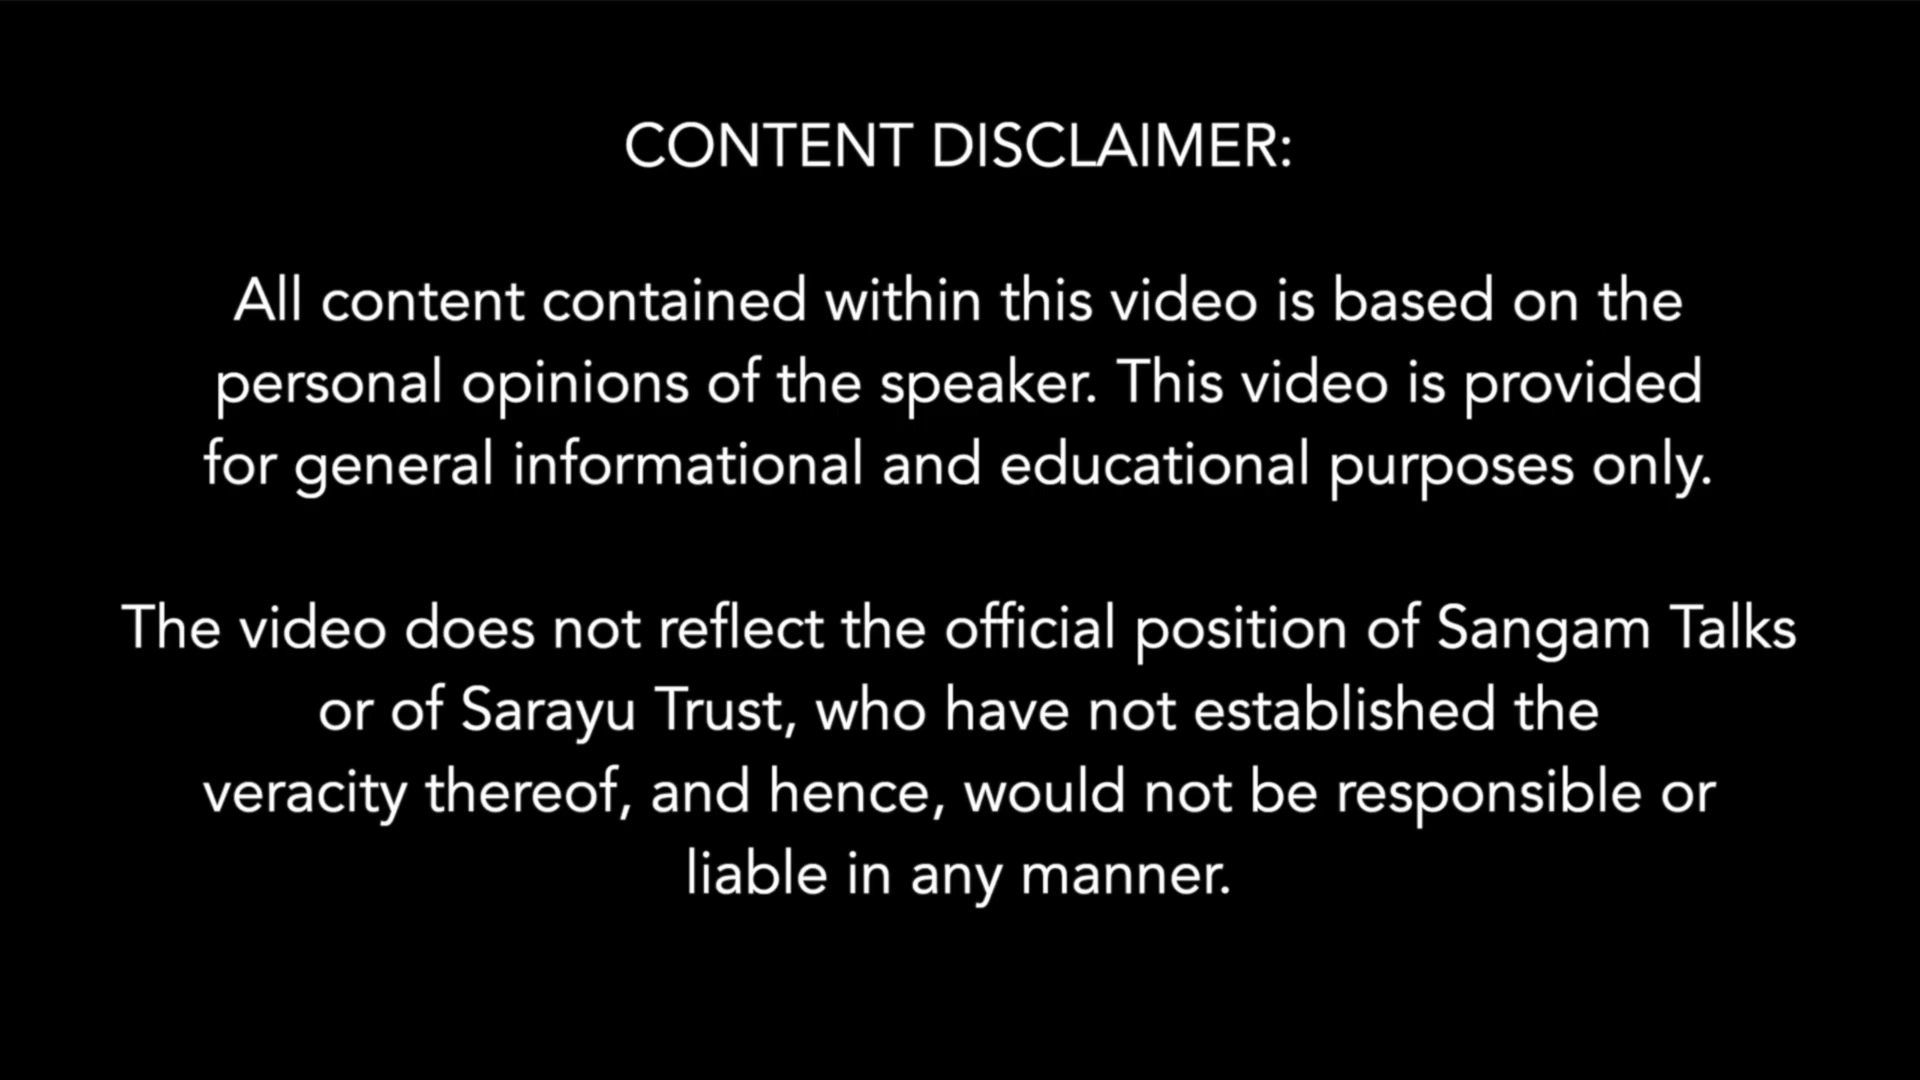 CONTENT DISCLAIMER:
All content contained within this video is based on the
personal opinions of the speaker. This video is provided
for general informational and educational purposes only.
The video does not reflect the official position of Sangam Talks
or of Sarayu Trust, who have not established the
veracity thereof, and hence, would not be responsible or
liable in any manner.